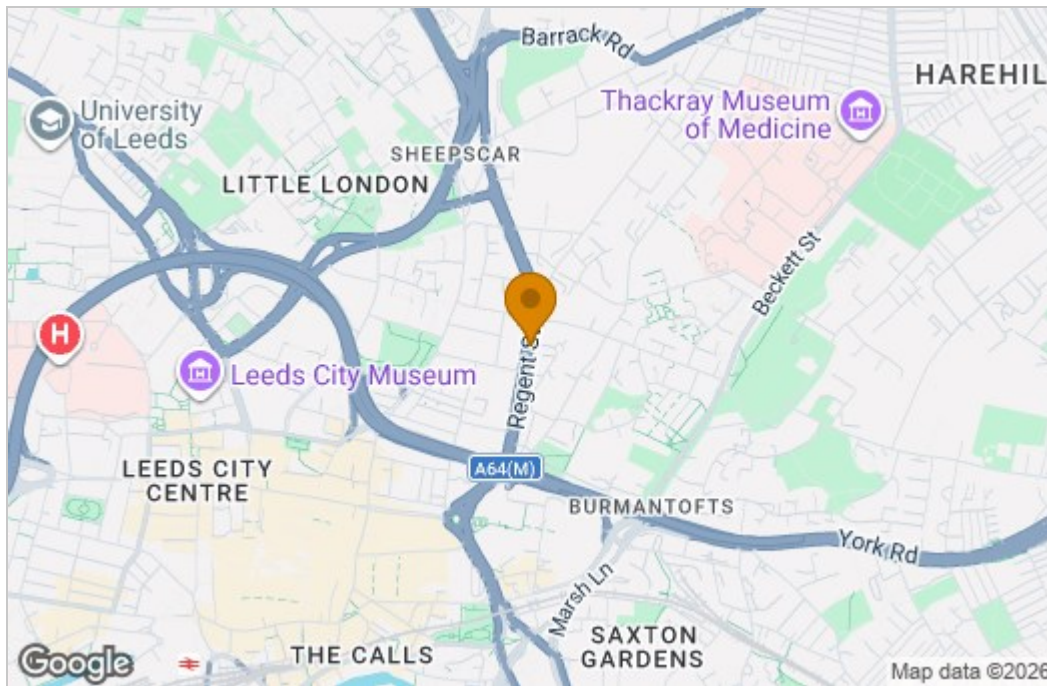 Barrack Rd
HAREHIL
Thackray Museum
of Medicine
University
of Leeds
SHEEPSCAR
LITTLE LONDON
Beckett St
H
Regent S
Leeds City Museum
A64(M)
LEEDS CITY
CENTRE
BURMANTOFTS
York Rd
Marsh Ln
SAXTON
GARDENS
THE CALLS
Google
Map data ©2026